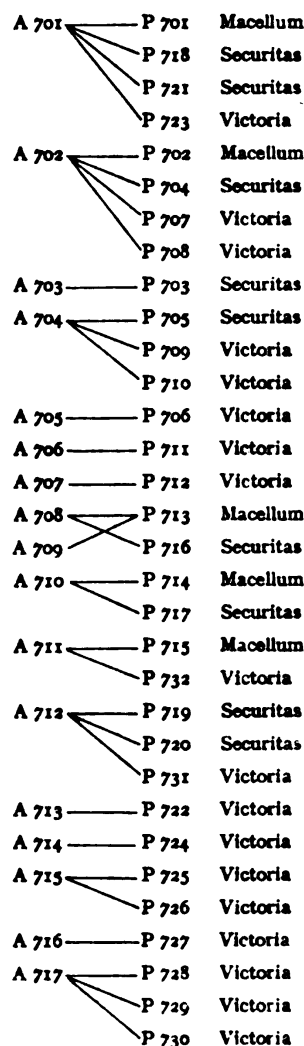 A 701 P 701 Macellum
P 718 Securitas
P 721 Securitas
P 723 Victoria
A 702 P 702 Macellum
P 704 Securitas
P 707 Victoria
P 708 Victoria
A 703 P 703 Securitas
A 704 P 705 Securitas
P 709 Victoria
P 710 Victoria
A 705 P 706 Victoria
A 706 P 711 Victoria
A 707 P 712 Victoria
A 708 P 713 Macellum
A 709 P 716 Securitas
A 710 P 714 Macellum
P 717 Securitas
A 711 P 715 Macellum
P 732 Victoria
A 712 P 719 Securitas
P 720 Securitas
P 731 Victoria
A 713 P 722 Victoria
A 714 P 724 Victoria
A 715 P 725 Victoria
P 726 Victoria
A 716 P 727 Victoria
A 717 P 728 Victoria
P 729 Victoria
P 730 Victoria